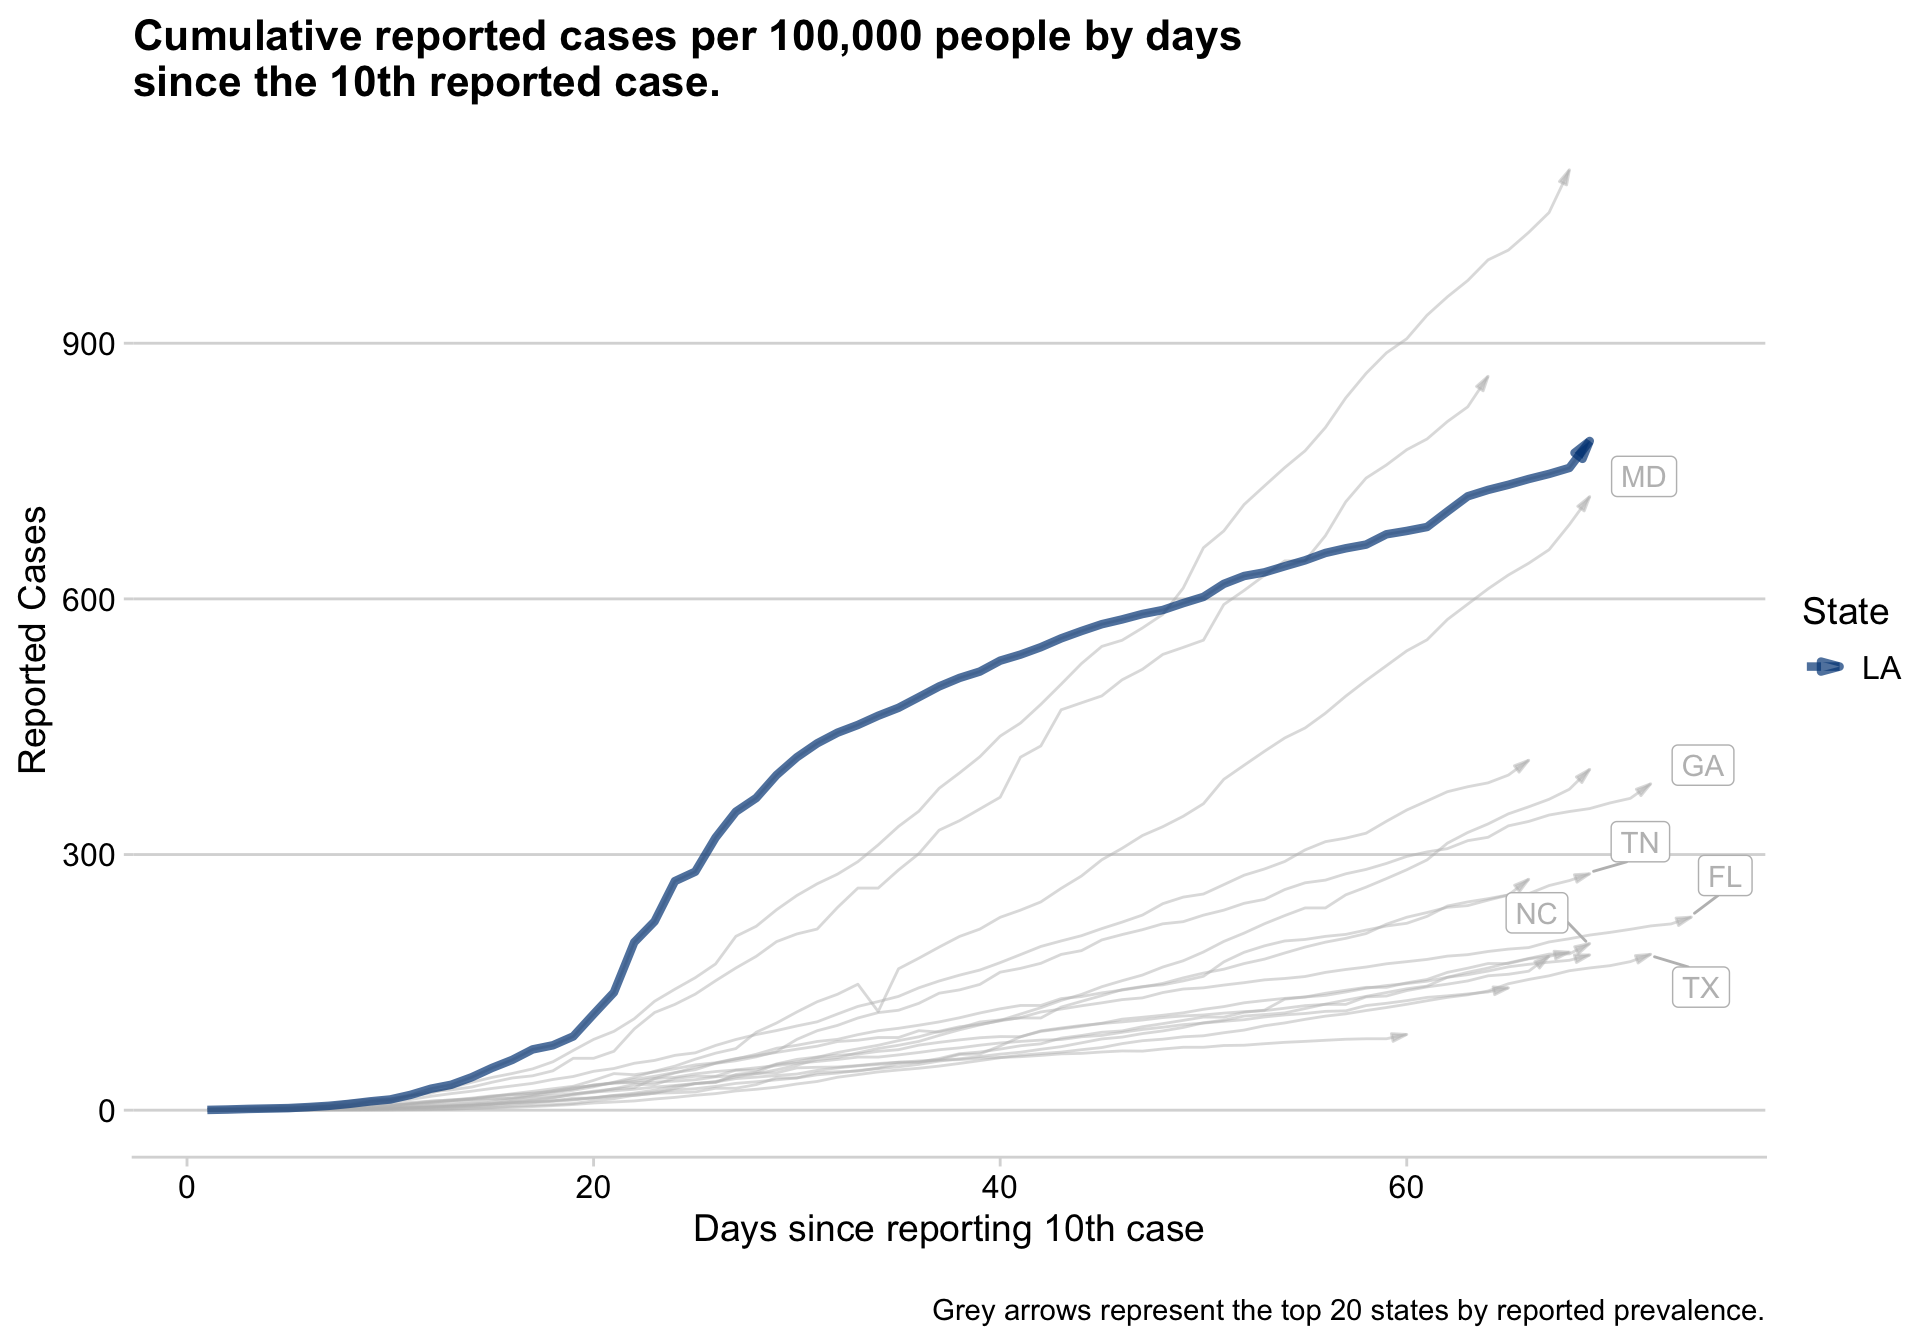 Cumulative reported cases per 100,000 people by days
since the 10th reported case.
Reported Cases
900
600
300
0
MD
GA
TN
FL
NC
TX
State
LA
0
20
40
60
Days since reporting 10th case
Grey arrows represent the top 20 states by reported prevalence.